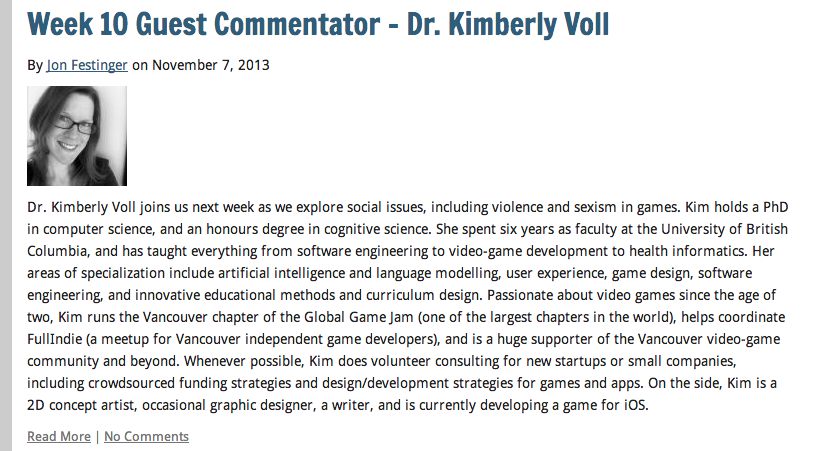 Week 10 Guest Commentator – Dr. Kimberly Voll
By Jon Festinger on November 7, 2013
Dr. Kimberly Voll joins us next week as we explore social issues, including violence and sexism in games. Kim holds a PhD
in computer science, and an honours degree in cognitive science. She spent six years as faculty at the University of British
Columbia, and has taught everything from software engineering to video-game development to health informatics. Her
areas of specialization include artificial intelligence and language modelling, user experience, game design, software
engineering, and innovative educational methods and curriculum design. Passionate about video games since the age of
two, Kim runs the Vancouver chapter of the Global Game Jam (one of the largest chapters in the world), helps coordinate
FullIndie (a meetup for Vancouver independent game developers), and is a huge supporter of the Vancouver video-game
community and beyond. Whenever possible, Kim does volunteer consulting for new startups or small companies,
including crowdsourced funding strategies and design/development strategies for games and apps. On the side, Kim is a
2D concept artist, occasional graphic designer, a writer, and is currently developing a game for iOS.
Read More | No Comments